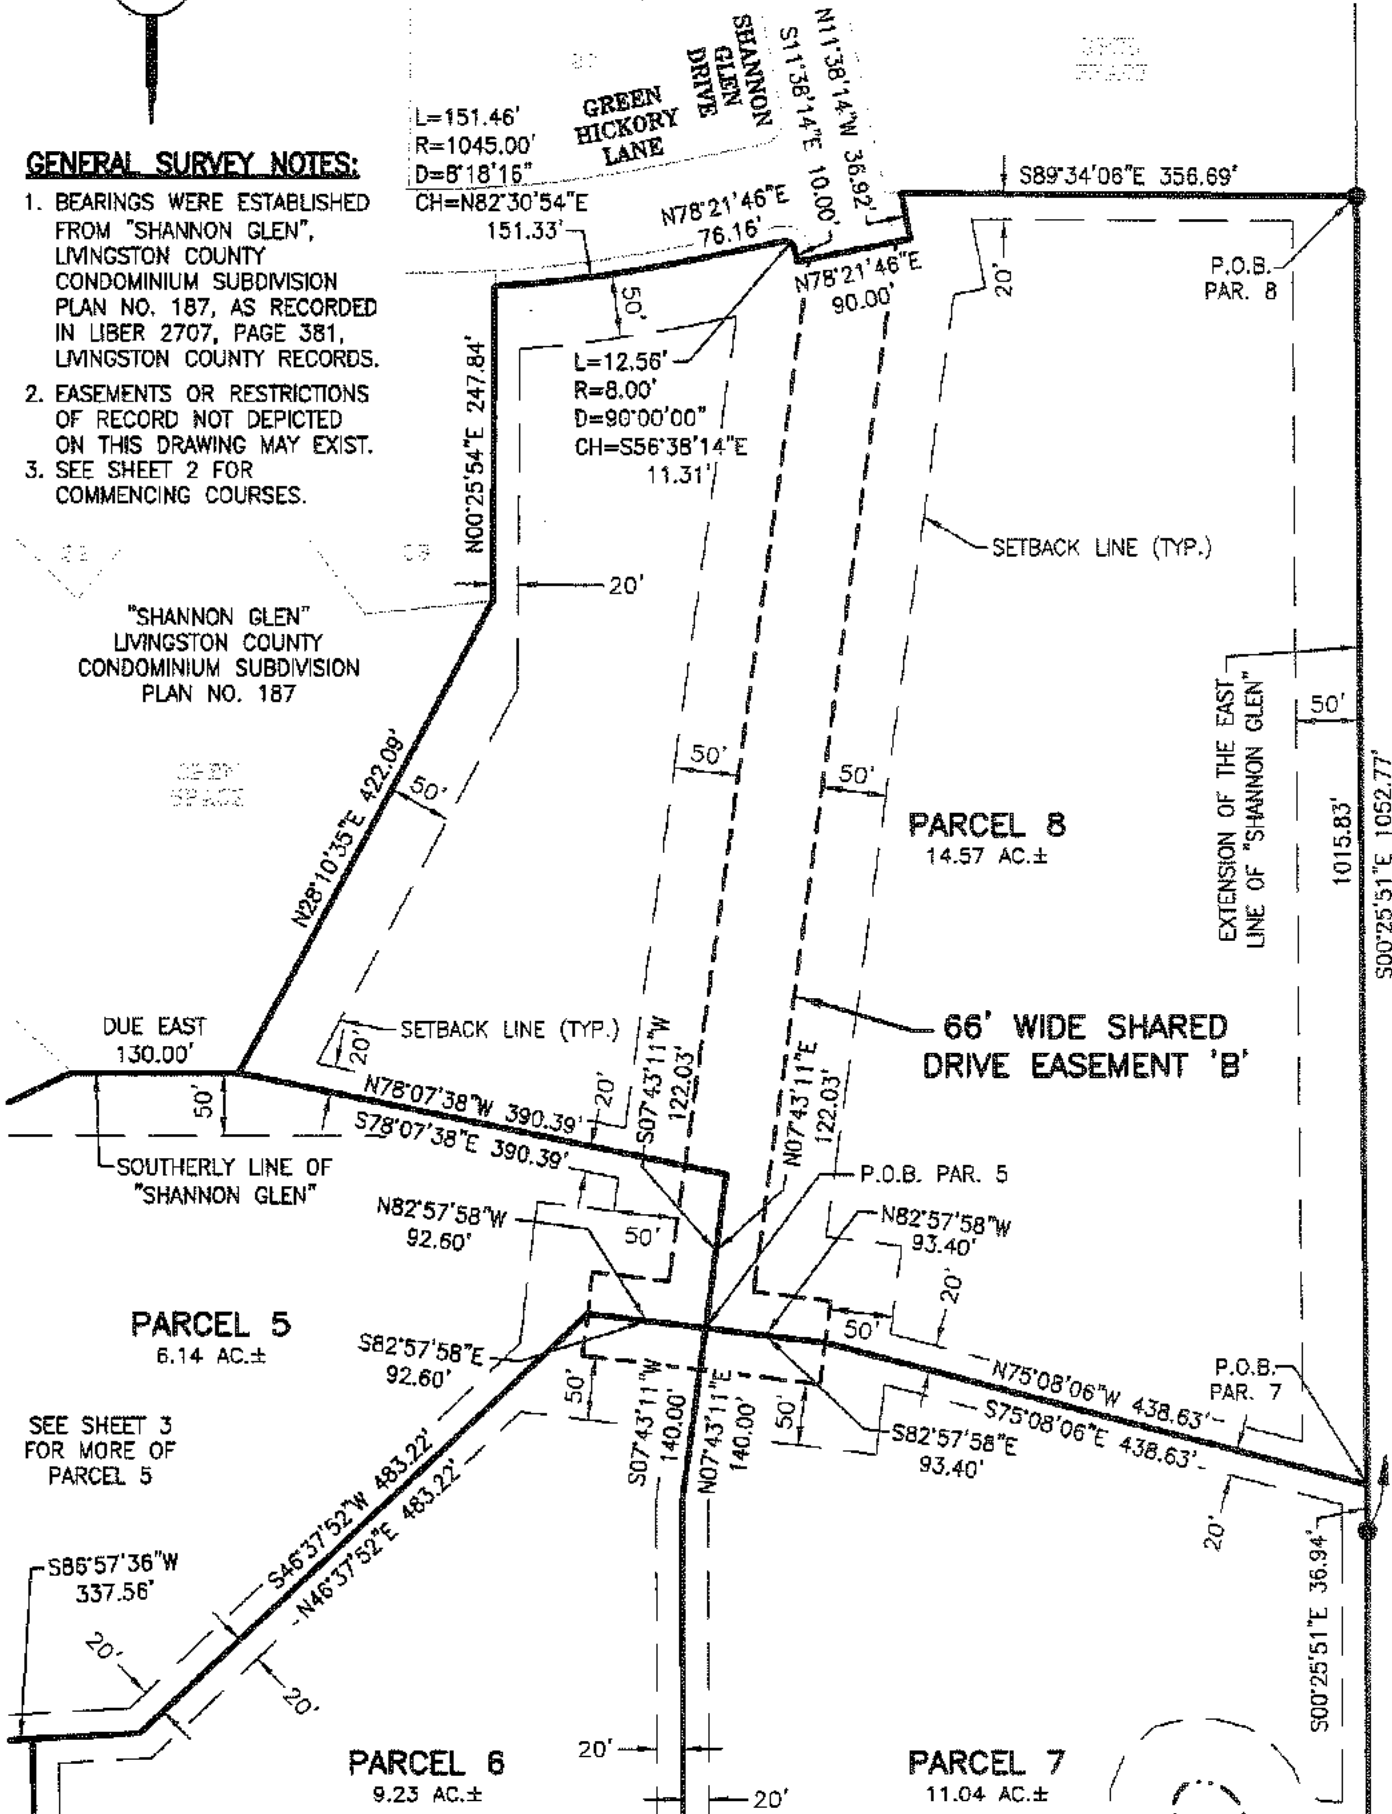 SHANNON
GLEN
DRIVE
N11°38'14"W 36.92'
S11°38'14"E 10.00'
GREEN
HICKORY
LANE
L=151.46'
R=1045.00'
D=8°18'16"
CH=N82°30'54"E
151.33'
N78°21'46"E
76.16'
S89°34'06"E 356.69'
GENERAL SURVEY NOTES:
1. BEARINGS WERE ESTABLISHED
FROM "SHANNON GLEN",
LIVINGSTON COUNTY
CONDOMINIUM SUBDIVISION
PLAN NO. 187, AS RECORDED
IN LIBER 2707, PAGE 381,
LIVINGSTON COUNTY RECORDS.
2. EASEMENTS OR RESTRICTIONS
OF RECORD NOT DEPICTED
ON THIS DRAWING MAY EXIST.
3. SEE SHEET 2 FOR
COMMENCING COURSES.
N78°21'46"E
90.00'
20'
P.O.B.
PAR. 8
50'
L=12.56'
R=8.00'
D=90°00'00"
CH=S56°38'14"E
11.31'
N00°25'54"E 247.84'
SETBACK LINE (TYP.)
20'
"SHANNON GLEN"
LIVINGSTON COUNTY
CONDOMINIUM SUBDIVISION
PLAN NO. 187
OPEN
SPACE
N28°10'35"E 422.09'
50'
50'
50'
50'
EXTENSION OF THE EAST
LINE OF "SHANNON GLEN"
1015.83'
S00°25'51"E 1052.77'
PARCEL 8
14.57 AC.±
66' WIDE SHARED
DRIVE EASEMENT 'B'
DUE EAST
130.00'
SETBACK LINE (TYP.)
20'
50'
N78°07'38"W 390.39'
S78°07'38"E 390.39'
20'
S07°43'11"W
122.03'
N07°43'11"E
122.03'
SOUTHERLY LINE OF
"SHANNON GLEN"
P.O.B. PAR. 5
N82°57'58"W
92.60'
50'
N82°57'58"W
93.40'
20'
50'
PARCEL 5
6.14 AC.±
S82°57'58"E
92.60'
50'
S07°43'11"W
140.00'
N07°43'11"E
140.00'
50'
S82°57'58"E
93.40'
N75°08'06"W 438.63'
S75°08'06"E 438.63'
P.O.B.
PAR. 7
SEE SHEET 3
FOR MORE OF
PARCEL 5
S46°37'52"W 483.22'
N46°37'52"E 483.22'
20'
S00°25'51"E 36.94'
S86°57'36"W
337.56'
20'
20'
PARCEL 6
9.23 AC.±
20'
20'
PARCEL 7
11.04 AC.±